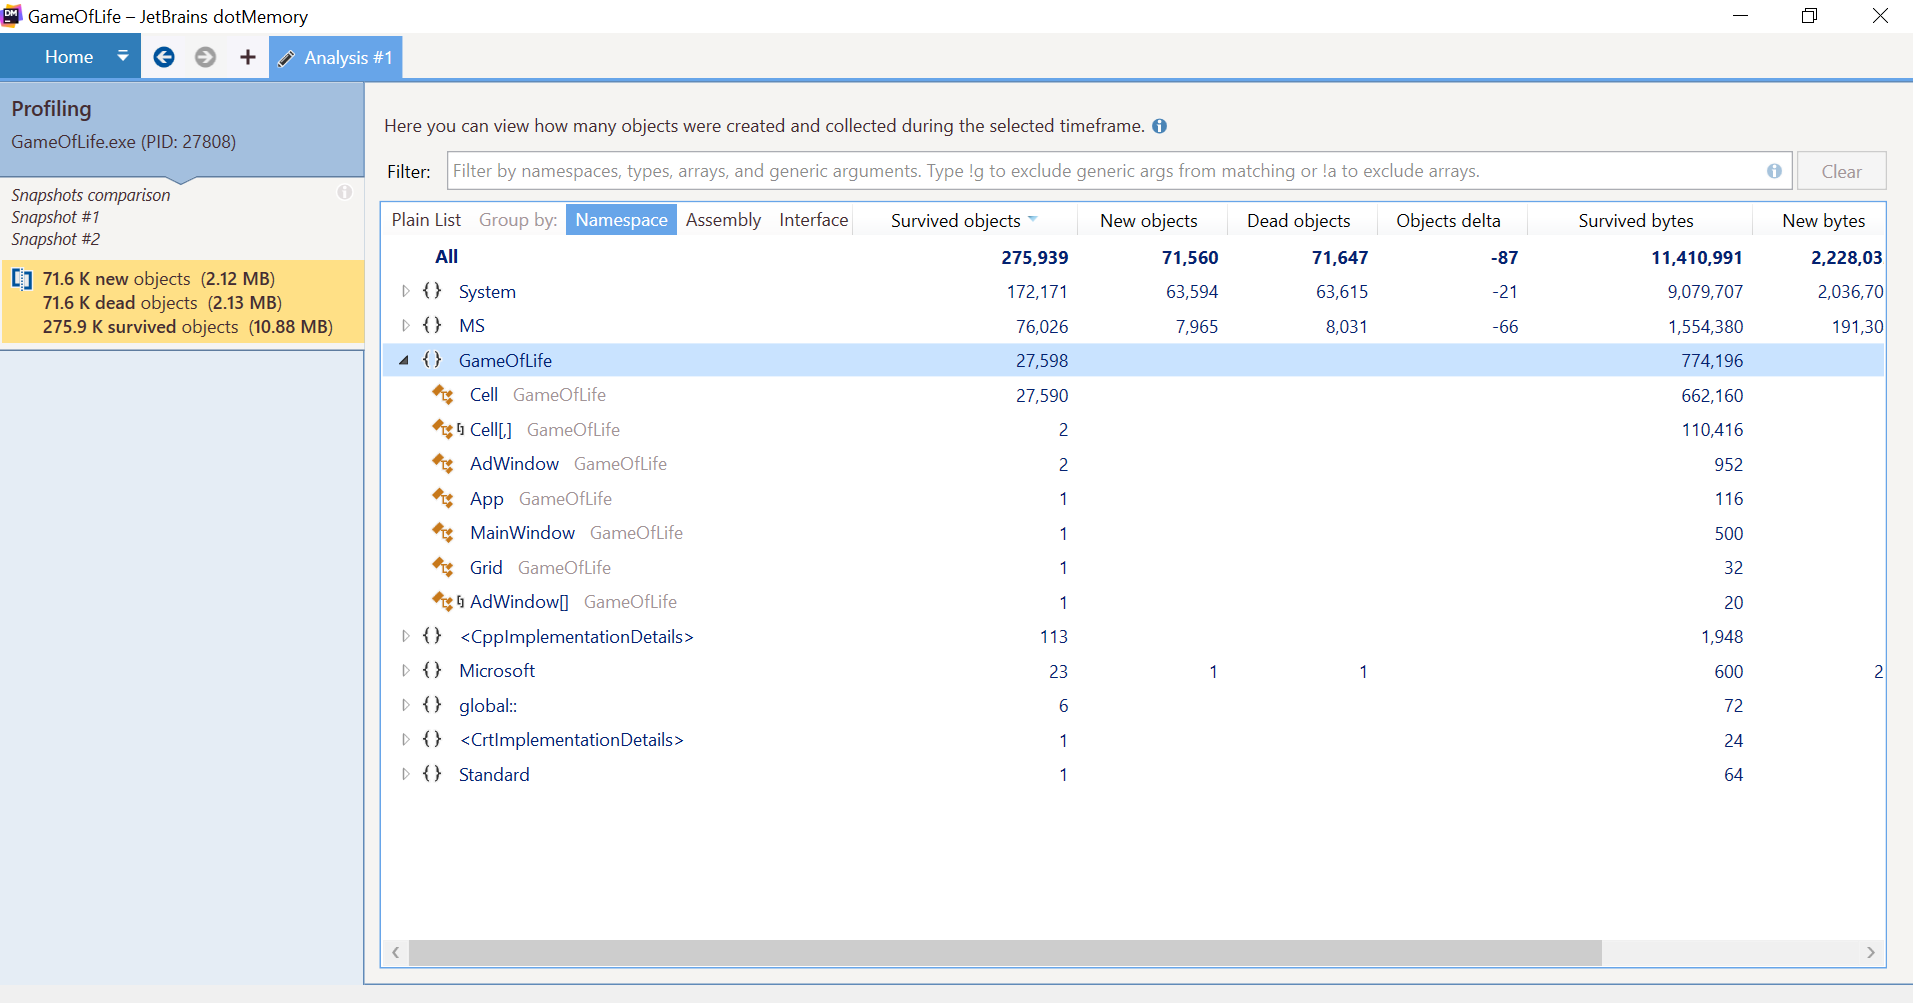 GameOfLife – JetBrains dotMemory
Home Analysis #1
Profiling
GameOfLife.exe (PID: 27808)
Snapshots comparison
Snapshot #1
Snapshot #2
71.6 K new objects (2.12 MB)
71.6 K dead objects (2.13 MB)
275.9 K survived objects (10.88 MB)
Here you can view how many objects were created and collected during the selected timeframe.
Filter: Filter by namespaces, types, arrays, and generic arguments. Type !g to exclude generic args from matching or !a to exclude arrays. Clear
Plain List Group by: Namespace Assembly Interface Survived objects New objects Dead objects Objects delta Survived bytes New bytes
All 275,939 71,560 71,647 -87 11,410,991 2,228,03
{} System 172,171 63,594 63,615 -21 9,079,707 2,036,70
{} MS 76,026 7,965 8,031 -66 1,554,380 191,30
{} GameOfLife 27,598 774,196
Cell GameOfLife 27,590 662,160
Cell[,] GameOfLife 2 110,416
AdWindow GameOfLife 2 952
App GameOfLife 1 116
MainWindow GameOfLife 1 500
Grid GameOfLife 1 32
AdWindow[] GameOfLife 1 20
{} <CppImplementationDetails> 113 1,948
{} Microsoft 23 1 1 600 2
{} global:: 6 72
{} <CrtImplementationDetails> 1 24
{} Standard 1 64